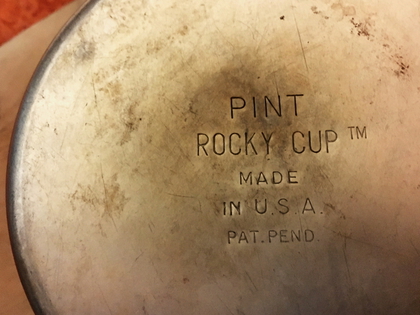 PINT
ROCKY CUP™
MADE
IN U.S.A.
PAT.PEND.